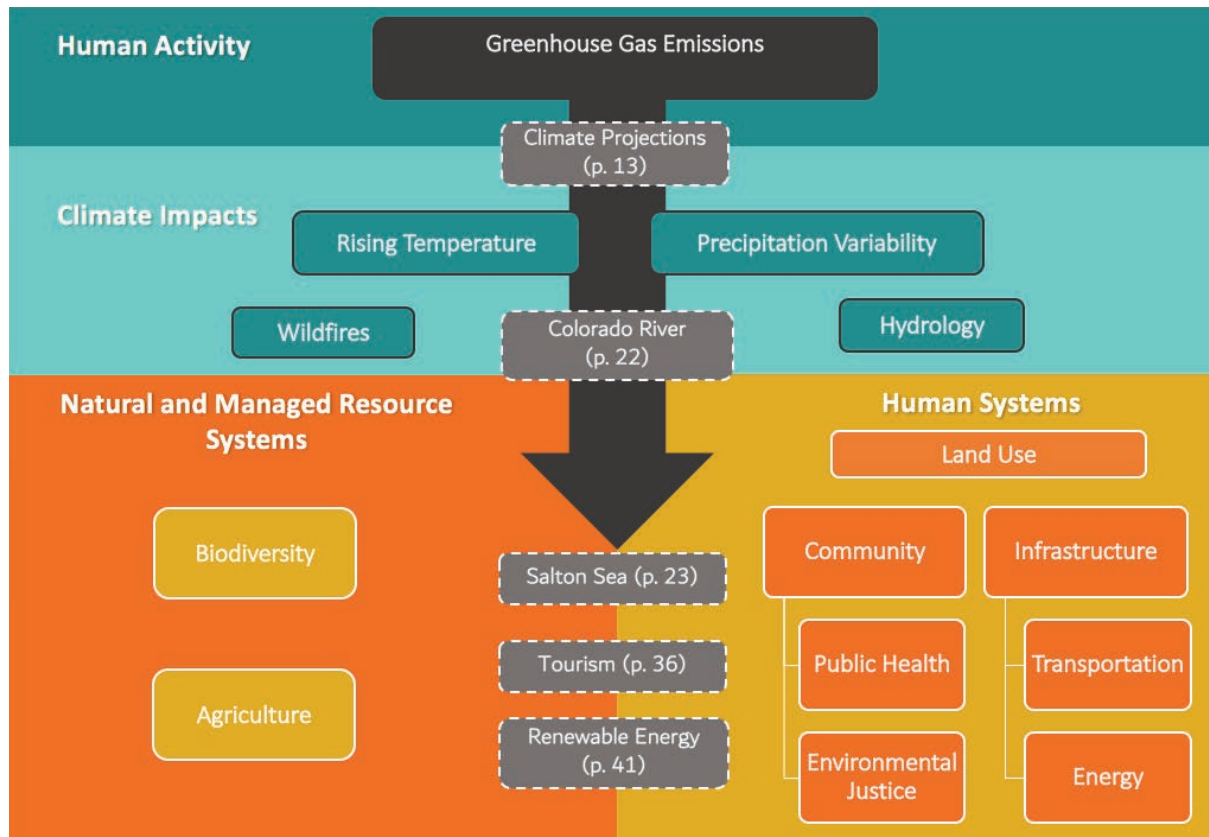 Human Activity
Greenhouse Gas Emissions
Climate Projections
(p. 13)
Climate Impacts
Rising Temperature
Precipitation Variability
Wildfires
Colorado River
(p. 22)
Hydrology
Natural and Managed Resource
Systems
Biodiversity
Agriculture
Salton Sea (p. 23)
Tourism (p. 36)
Renewable Energy
(p. 41)
Human Systems
Land Use
Community
Public Health
Environmental
Justice
Infrastructure
Transportation
Energy